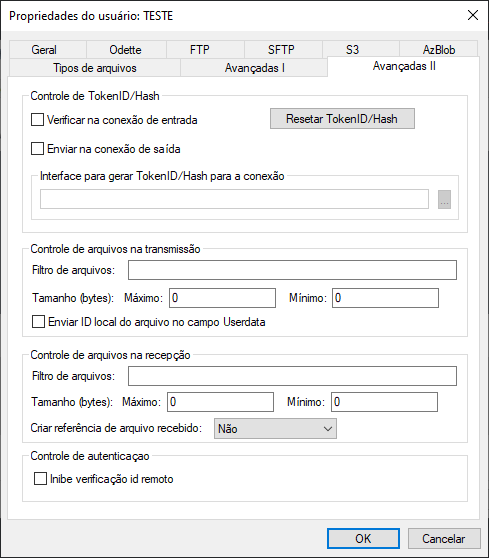 Propriedades do usuário: TESTE
Geral Odette FTP SFTP S3 AzBlob
Tipos de arquivos Avançadas I Avançadas II
Controle de TokenID/Hash
Verificar na conexão de entrada Resetar TokenID/Hash
Enviar na conexão de saída
Interface para gerar TokenID/Hash para a conexão
...
Controle de arquivos na transmissão
Filtro de arquivos:
Tamanho (bytes): Máximo: 0 Mínimo: 0
Enviar ID local do arquivo no campo Userdata
Controle de arquivos na recepção
Filtro de arquivos:
Tamanho (bytes): Máximo: 0 Mínimo: 0
Criar referência de arquivo recebido: Não
Controle de autenticaçao
Inibe verificação id remoto
OK Cancelar